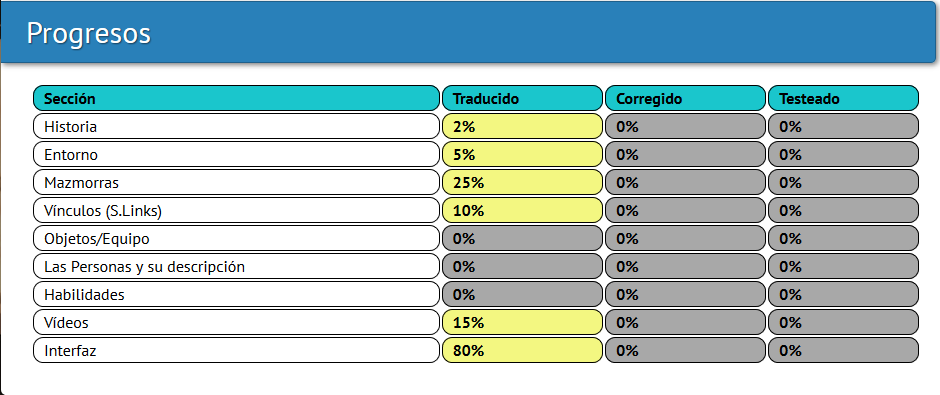 Progresos
Sección Traducido Corregido Testeado
Historia 2% 0% 0%
Entorno 5% 0% 0%
Mazmorras 25% 0% 0%
Vínculos (S.Links) 10% 0% 0%
Objetos/Equipo 0% 0% 0%
Las Personas y su descripción 0% 0% 0%
Habilidades 0% 0% 0%
Vídeos 15% 0% 0%
Interfaz 80% 0% 0%